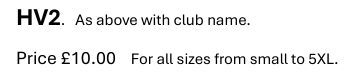 HV2.  As above with club name.
Price £10.00  For all sizes from small to 5XL.